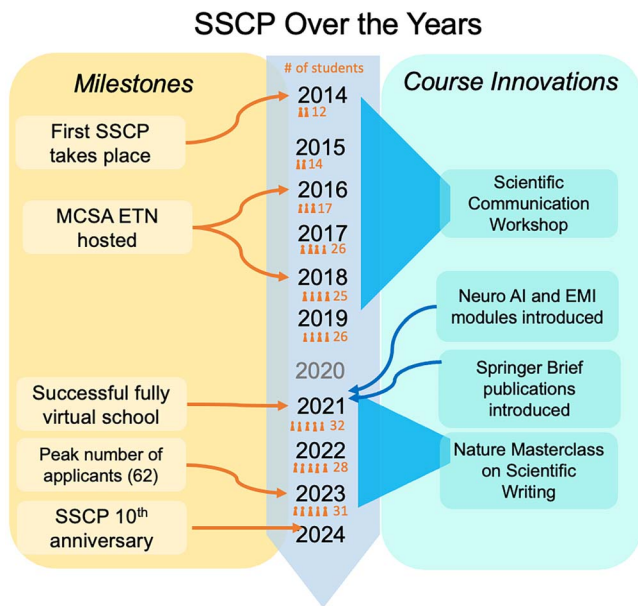 SSCP Over the Years
Milestones
# of students
Course Innovations
First SSCP
takes place
MCSA ETN
hosted
Successful fully
virtual school
Peak number of
applicants (62)
SSCP 10th
anniversary
2014
12
2015
14
2016
17
2017
26
2018
25
2019
26
2020
2021
32
2022
28
2023
31
2024
Scientific
Communication
Workshop
Neuro AI and EMI
modules introduced
Springer Brief
publications
introduced
Nature Masterclass
on Scientific
Writing